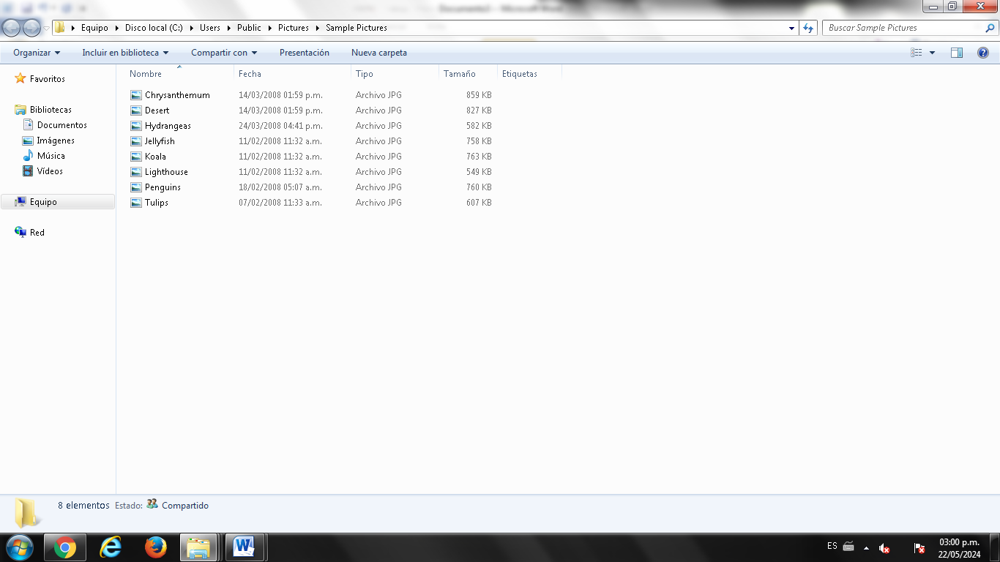 Documento2 - Microsoft Word
Equipo Disco local (C:) Users Public Pictures Sample Pictures
Buscar Sample Pictures
Organizar Incluir en biblioteca Compartir con Presentación Nueva carpeta
Favoritos
Bibliotecas
Documentos
Imágenes
Música
Vídeos
Equipo
Red
Nombre Fecha Tipo Tamaño Etiquetas
Chrysanthemum 14/03/2008 01:59 p.m. Archivo JPG 859 KB
Desert 14/03/2008 01:59 p.m. Archivo JPG 827 KB
Hydrangeas 24/03/2008 04:41 p.m. Archivo JPG 582 KB
Jellyfish 11/02/2008 11:32 a.m. Archivo JPG 758 KB
Koala 11/02/2008 11:32 a.m. Archivo JPG 763 KB
Lighthouse 11/02/2008 11:32 a.m. Archivo JPG 549 KB
Penguins 18/02/2008 05:07 a.m. Archivo JPG 760 KB
Tulips 07/02/2008 11:33 a.m. Archivo JPG 607 KB
8 elementos Estado: Compartido
ES
03:00 p.m.
22/05/2024